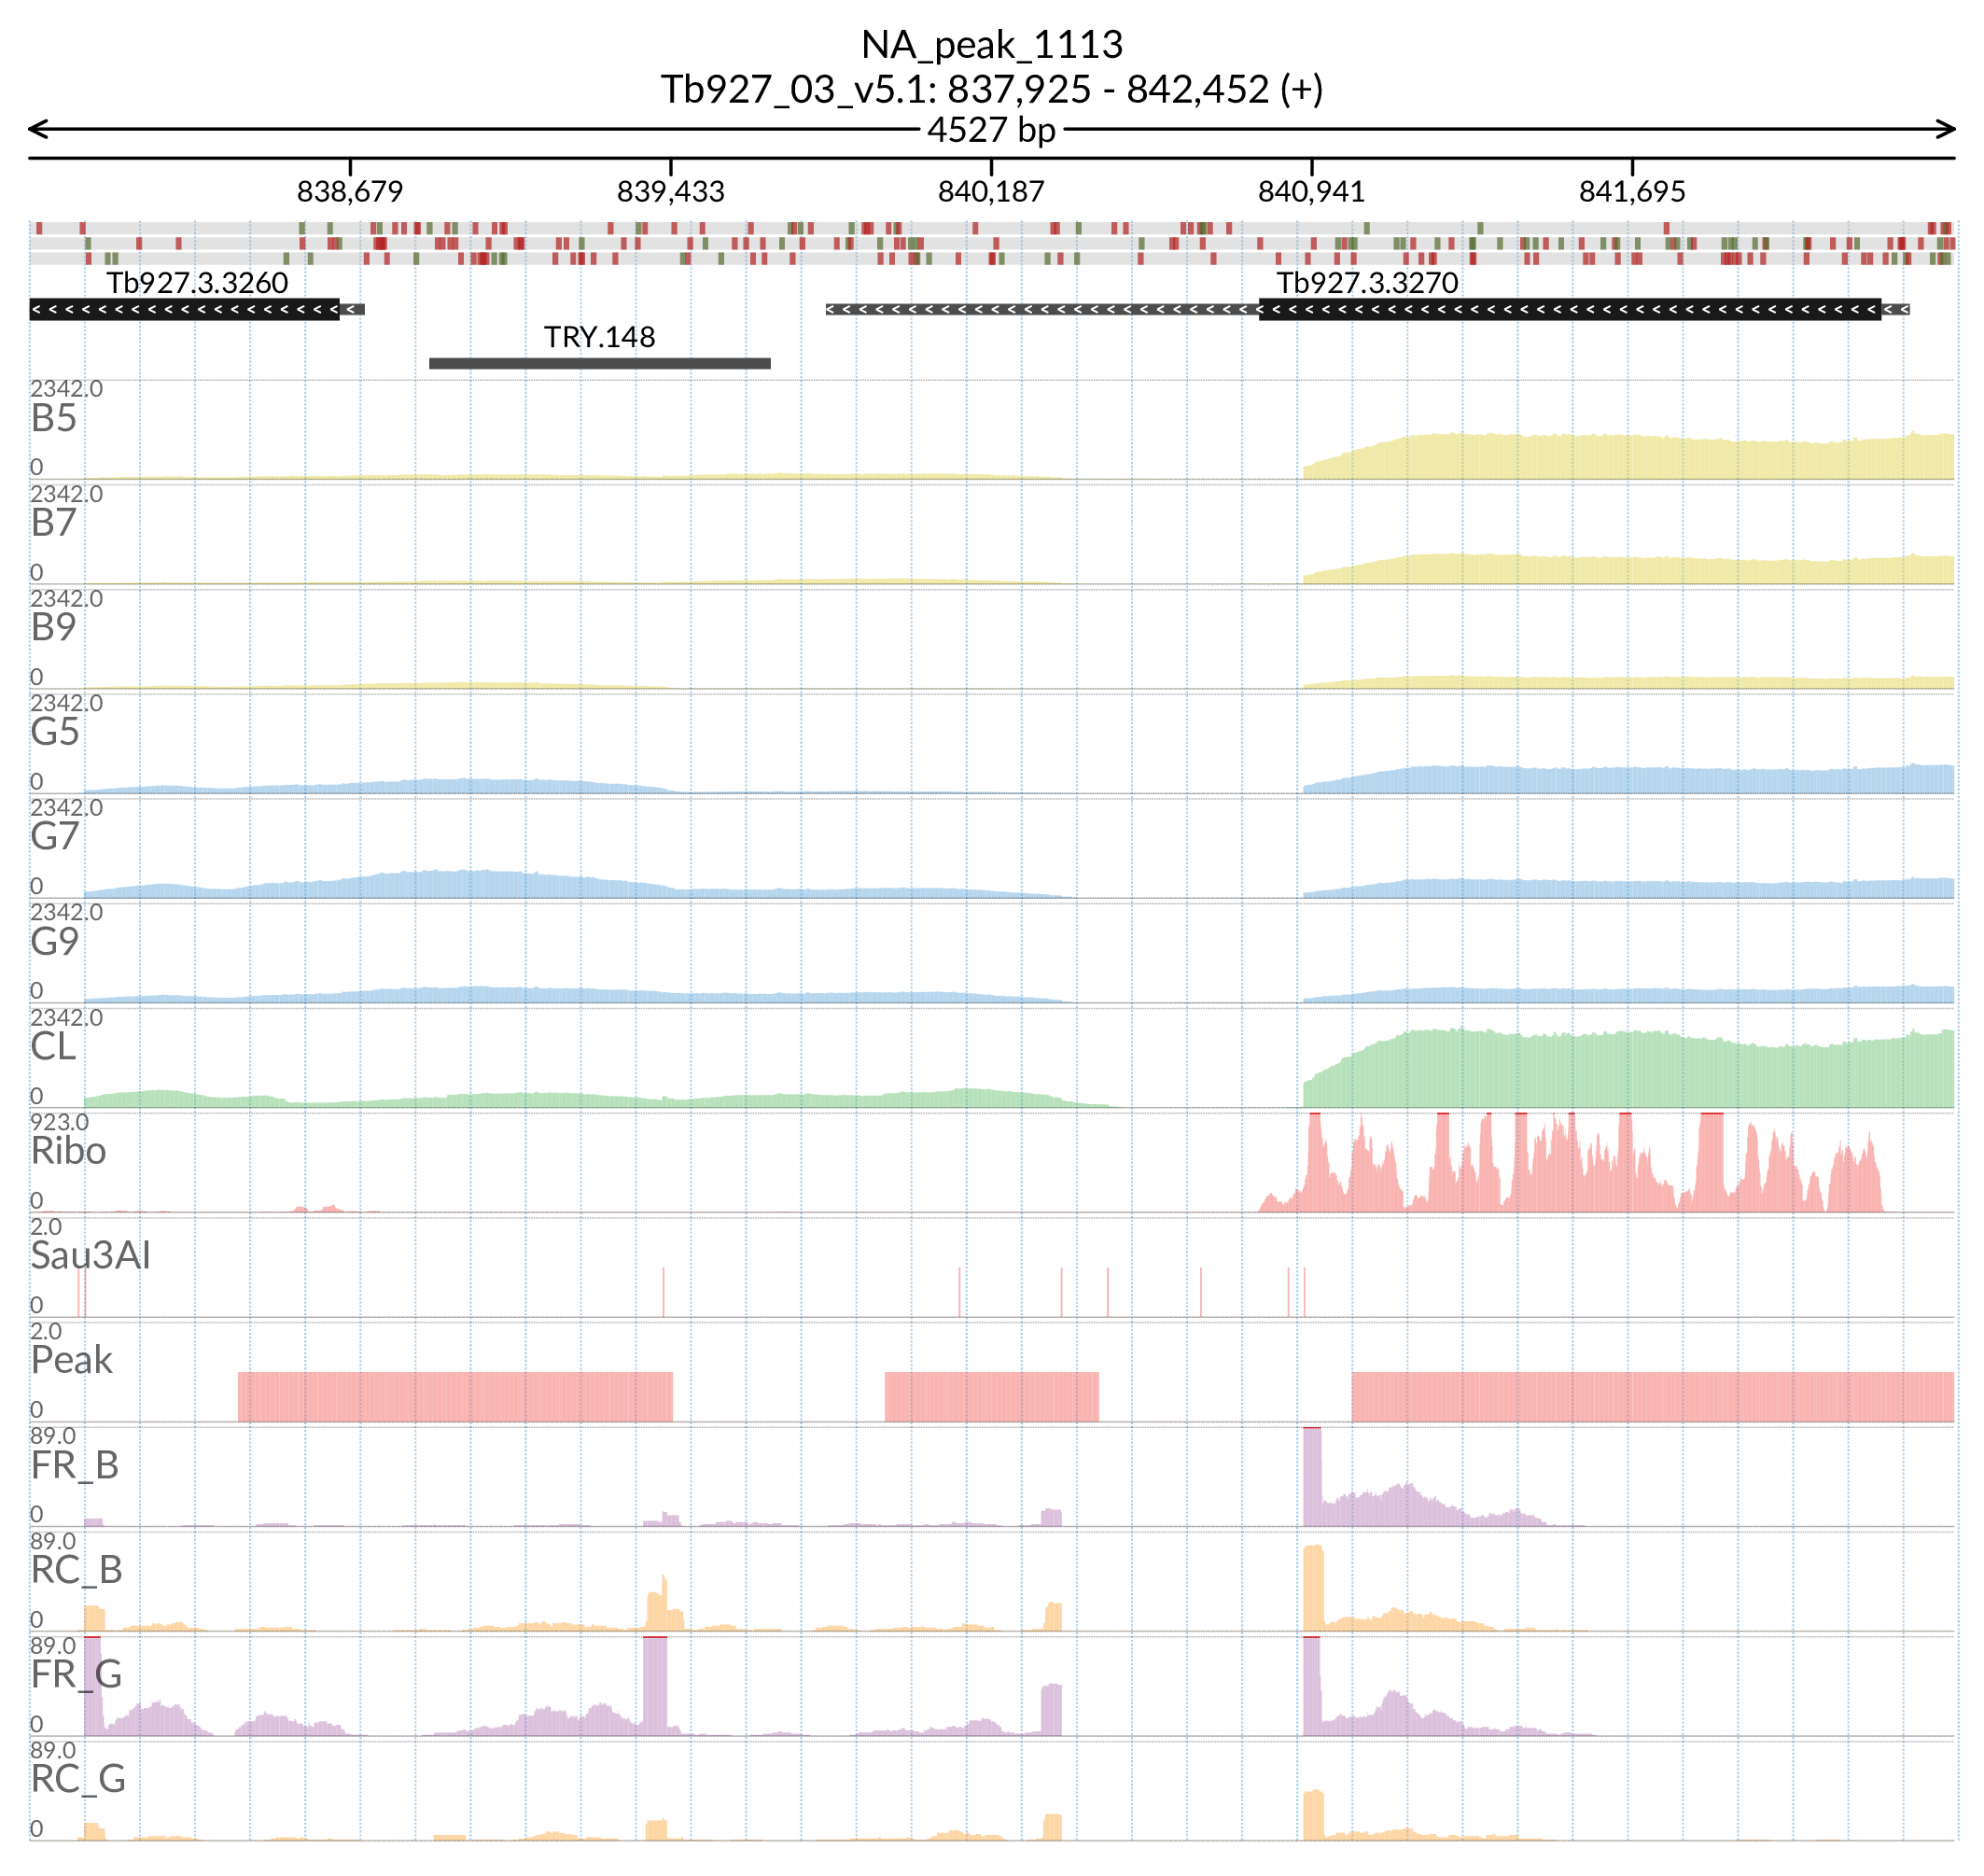 NA_peak_1113
Tb927_03_v5.1: 837,925 - 842,452 (+)
4527 bp
838,679 839,433 840,187 840,941 841,695
Tb927.3.3260 Tb927.3.3270
TRY.148
2342.0
B5
0
2342.0
B7
0
2342.0
B9
0
2342.0
G5
0
2342.0
G7
0
2342.0
G9
0
2342.0
CL
0
923.0
Ribo
0
2.0
Sau3AI
0
2.0
Peak
0
89.0
FR_B
0
89.0
RC_B
0
89.0
FR_G
0
89.0
RC_G
0